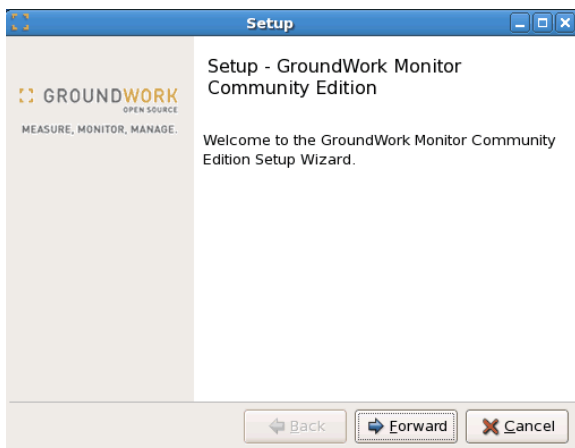 Setup
GROUNDWORK
OPEN SOURCE
MEASURE, MONITOR, MANAGE.
Setup - GroundWork Monitor
Community Edition
Welcome to the GroundWork Monitor Community
Edition Setup Wizard.
Back
Forward
Cancel